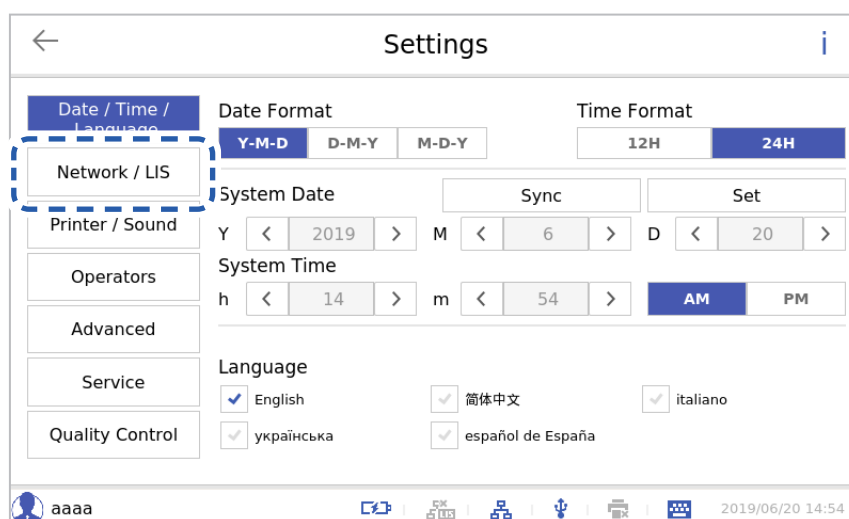 Settings
i
Date / Time /
Language
Network / LIS
Printer / Sound
Operators
Advanced
Service
Quality Control
Date Format
Y-M-D D-M-Y M-D-Y
Time Format
12H 24H
System Date Sync Set
Y 2019 M 6 D 20
System Time
h 14 m 54 AM PM
Language
English 简体中文 italiano
українська español de España
aaaa LIS 2019/06/20 14:54